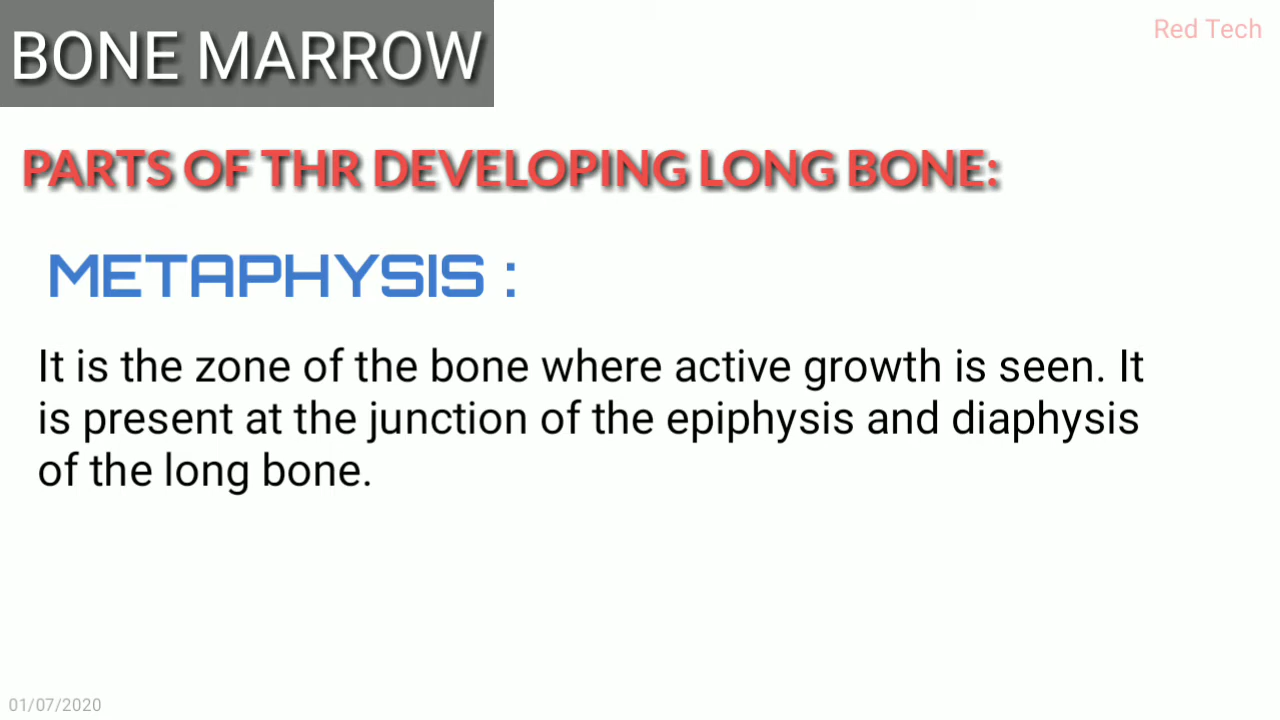 BONE MARROW
Red Tech
PARTS OF THR DEVELOPING LONG BONE:
METAPHYSIS :
It is the zone of the bone where active growth is seen. It
is present at the junction of the epiphysis and diaphysis
of the long bone.
01/07/2020